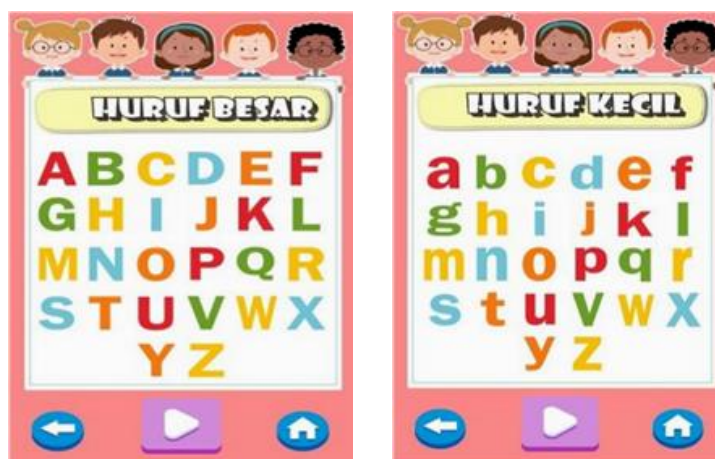 HURUF BESAR
A B C D E F
G H I J K L
M N O P Q R
S T U V W X
Y Z
HURUF KECIL
a b c d e f
g h i j k l
m n o p q r
s t u v w x
y z